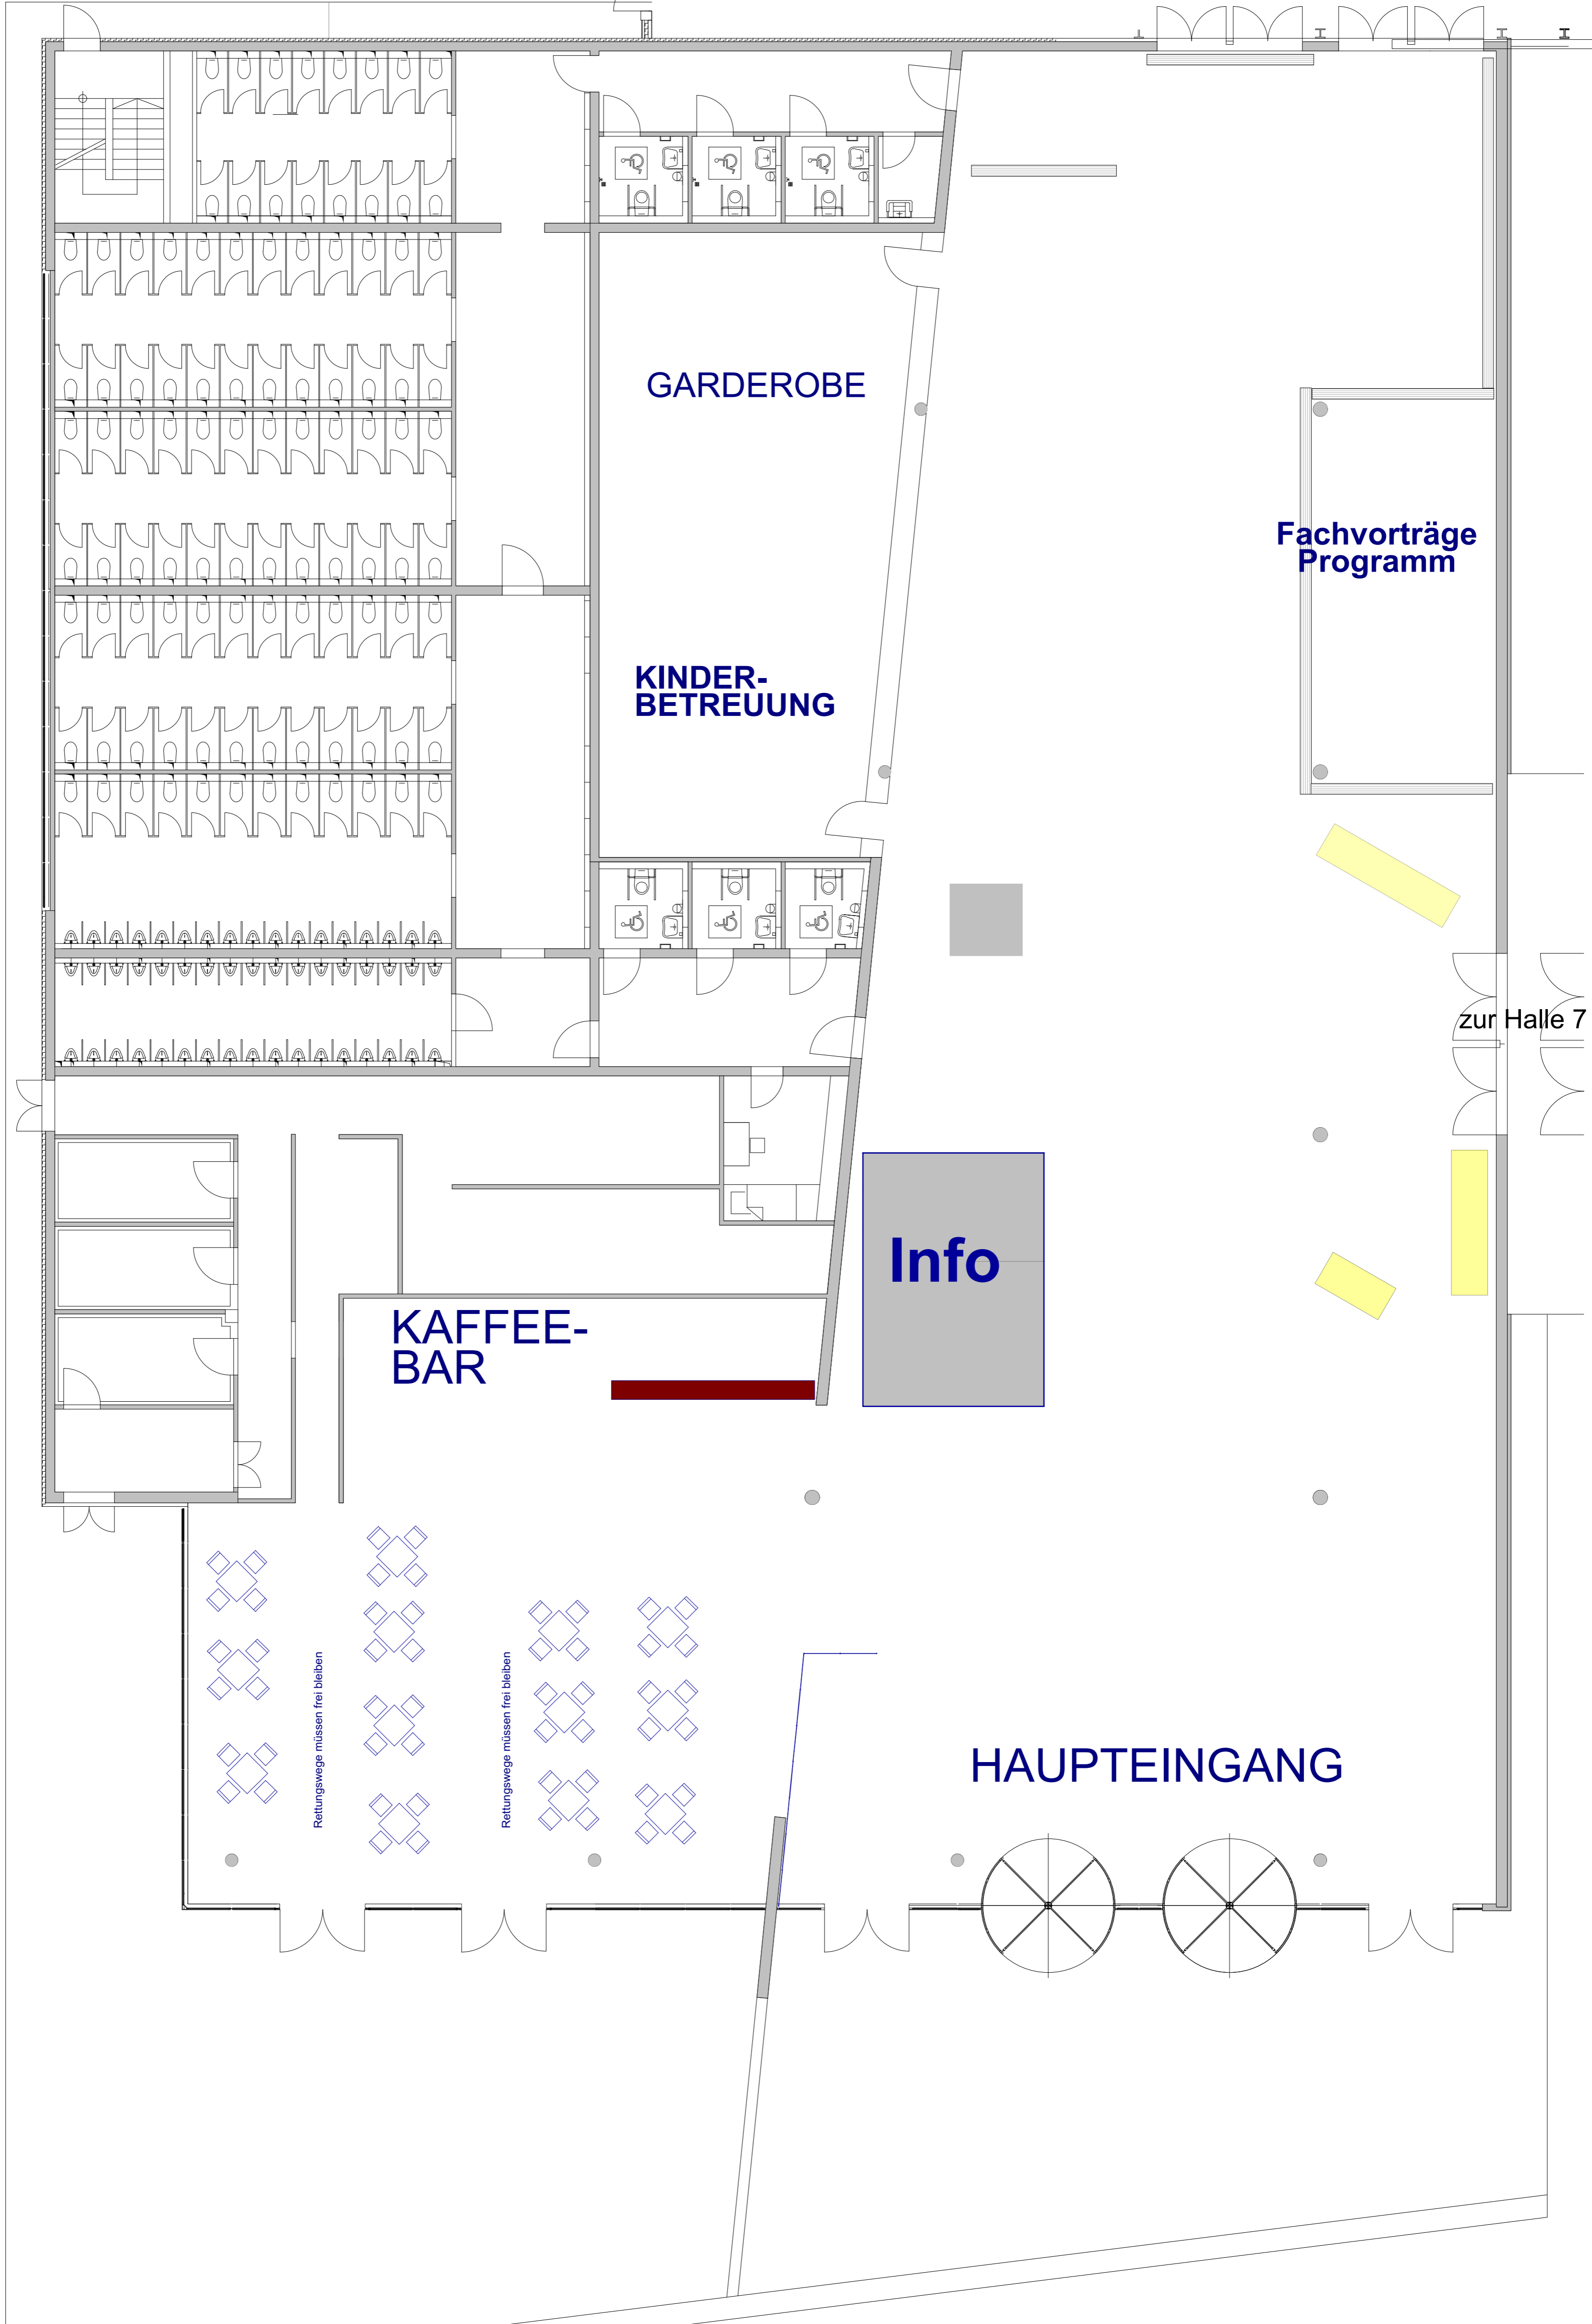 GARDEROBE
Fachvorträge
Programm
KINDER-
BETREUUNG
zur Halle 7
Info
KAFFEE-
BAR
Rettungswege müssen frei bleiben
Rettungswege müssen frei bleiben
HAUPTEINGANG